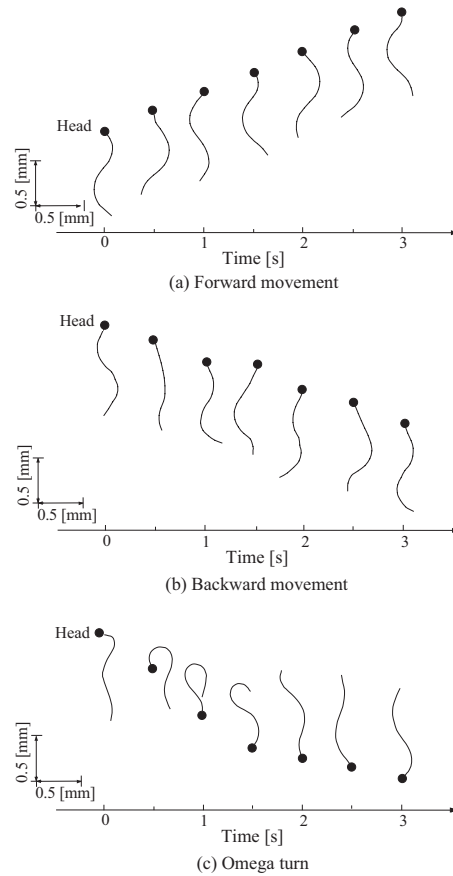 Head
0.5 [mm]
0.5 [mm]
0 1 2 3
Time [s]
(a) Forward movement
Head
0.5 [mm]
0.5 [mm]
0 1 2 3
Time [s]
(b) Backward movement
Head
0.5 [mm]
0.5 [mm]
0 1 2 3
Time [s]
(c) Omega turn